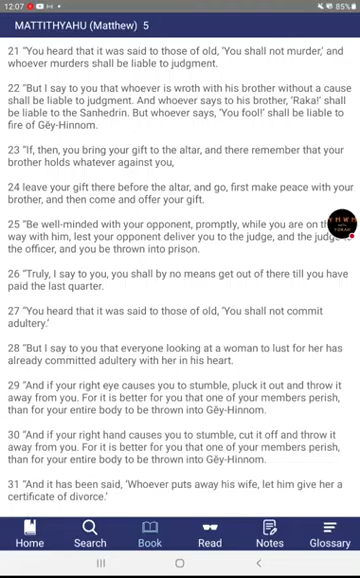 12:07
85%
MATTITHYAHU (Matthew) 5
21 “You heard that it was said to those of old, ‘You shall not murder,’ and
whoever murders shall be liable to judgment.
22 “But I say to you that whoever is wroth with his brother without a cause
shall be liable to judgment. And whoever says to his brother, ‘Raka!’ shall
be liable to the Sanhedrin. But whoever says, ‘You fool!’ shall be liable to
fire of Gěy-Hinnom.
23 “If, then, you bring your gift to the altar, and there remember that your
brother holds whatever against you,
24 leave your gift there before the altar, and go, first make peace with your
brother, and then come and offer your gift.
25 “Be well-minded with your opponent, promptly, while you are on the
way with him, lest your opponent deliver you to the judge, and the judge
the officer, and you be thrown into prison.
26 “Truly, I say to you, you shall by no means get out of there till you have
paid the last quarter.
27 “You heard that it was said to those of old, ‘You shall not commit
adultery.’
28 “But I say to you that everyone looking at a woman to lust for her has
already committed adultery with her in his heart.
29 “And if your right eye causes you to stumble, pluck it out and throw it
away from you. For it is better for you that one of your members perish,
than for your entire body to be thrown into Gěy-Hinnom.
30 “And if your right hand causes you to stumble, cut it off and throw it
away from you. For it is better for you that one of your members perish,
than for your entire body to be thrown into Gěy-Hinnom.
31 “And it has been said, ‘Whoever puts away his wife, let him give her a
certificate of divorce.’
Home Search Book Read Notes Glossary